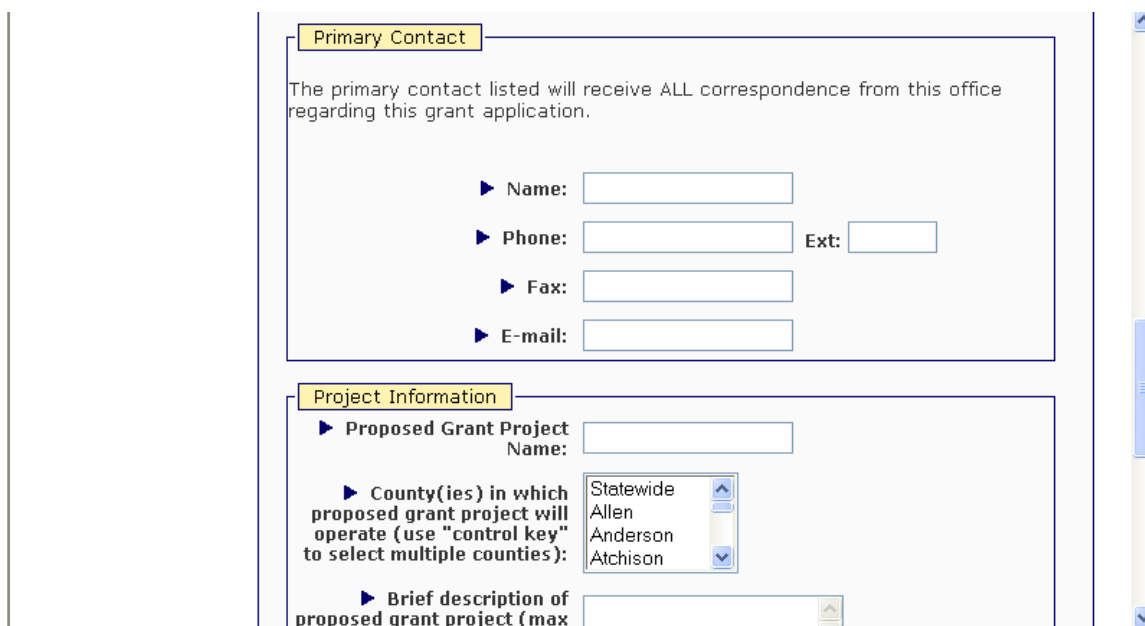 Primary Contact
The primary contact listed will receive ALL correspondence from this office
regarding this grant application.
Name:
Phone:
Ext:
Fax:
E-mail:
Project Information
Proposed Grant Project
Name:
County(ies) in which
proposed grant project will
operate (use "control key"
to select multiple counties):
Statewide
Allen
Anderson
Atchison
Brief description of
proposed grant project (max